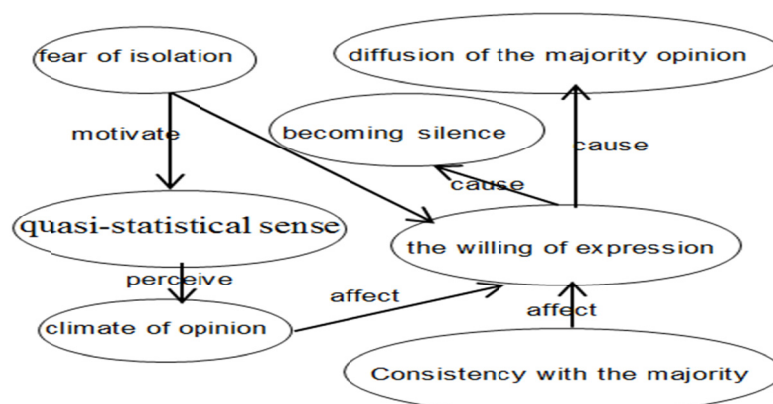 fear of isolation
diffusion of the majority opinion
motivate
becoming silence
cause
cause
quasi-statistical sense
the willing of expression
perceive
affect
climate of opinion
affect
Consistency with the majority